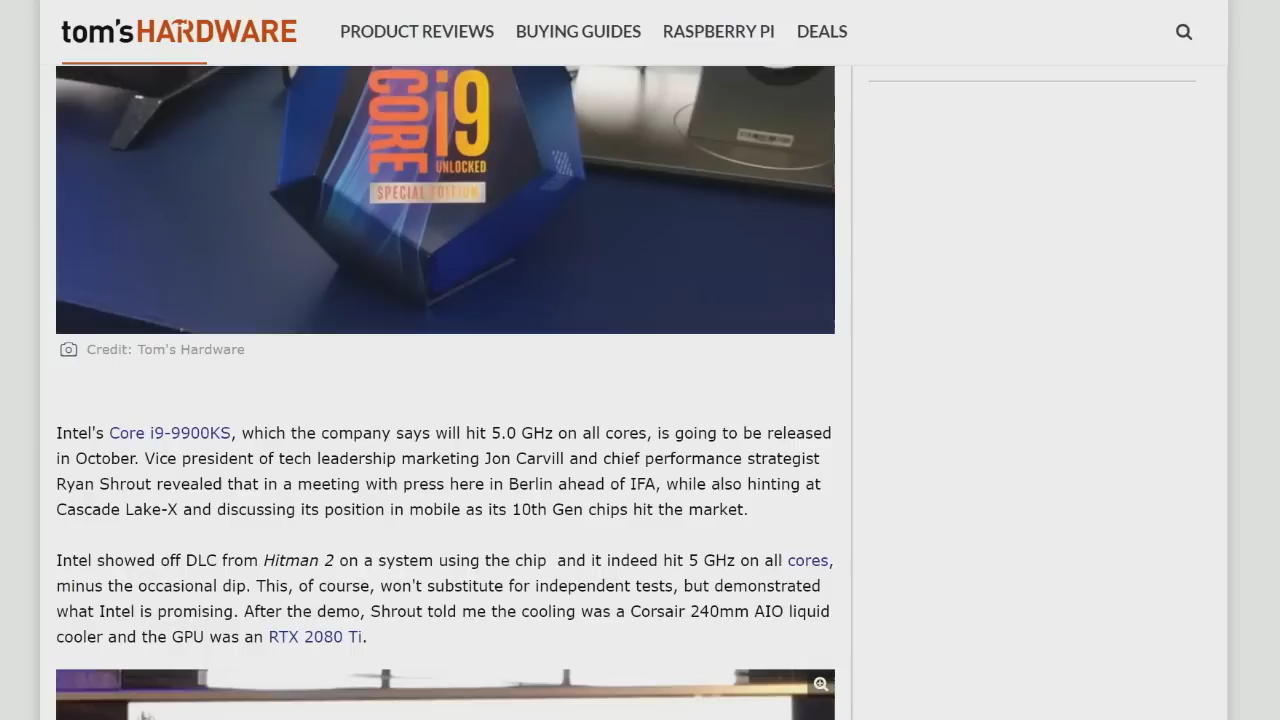 tom's HARDWARE
PRODUCT REVIEWS BUYING GUIDES RASPBERRY PI DEALS
CORE i9
UNLOCKED
SPECIAL EDITION
Credit: Tom's Hardware
Intel's Core i9-9900KS, which the company says will hit 5.0 GHz on all cores, is going to be released
in October. Vice president of tech leadership marketing Jon Carvill and chief performance strategist
Ryan Shrout revealed that in a meeting with press here in Berlin ahead of IFA, while also hinting at
Cascade Lake-X and discussing its position in mobile as its 10th Gen chips hit the market.
Intel showed off DLC from Hitman 2 on a system using the chip and it indeed hit 5 GHz on all cores,
minus the occasional dip. This, of course, won't substitute for independent tests, but demonstrated
what Intel is promising. After the demo, Shrout told me the cooling was a Corsair 240mm AIO liquid
cooler and the GPU was an RTX 2080 Ti.